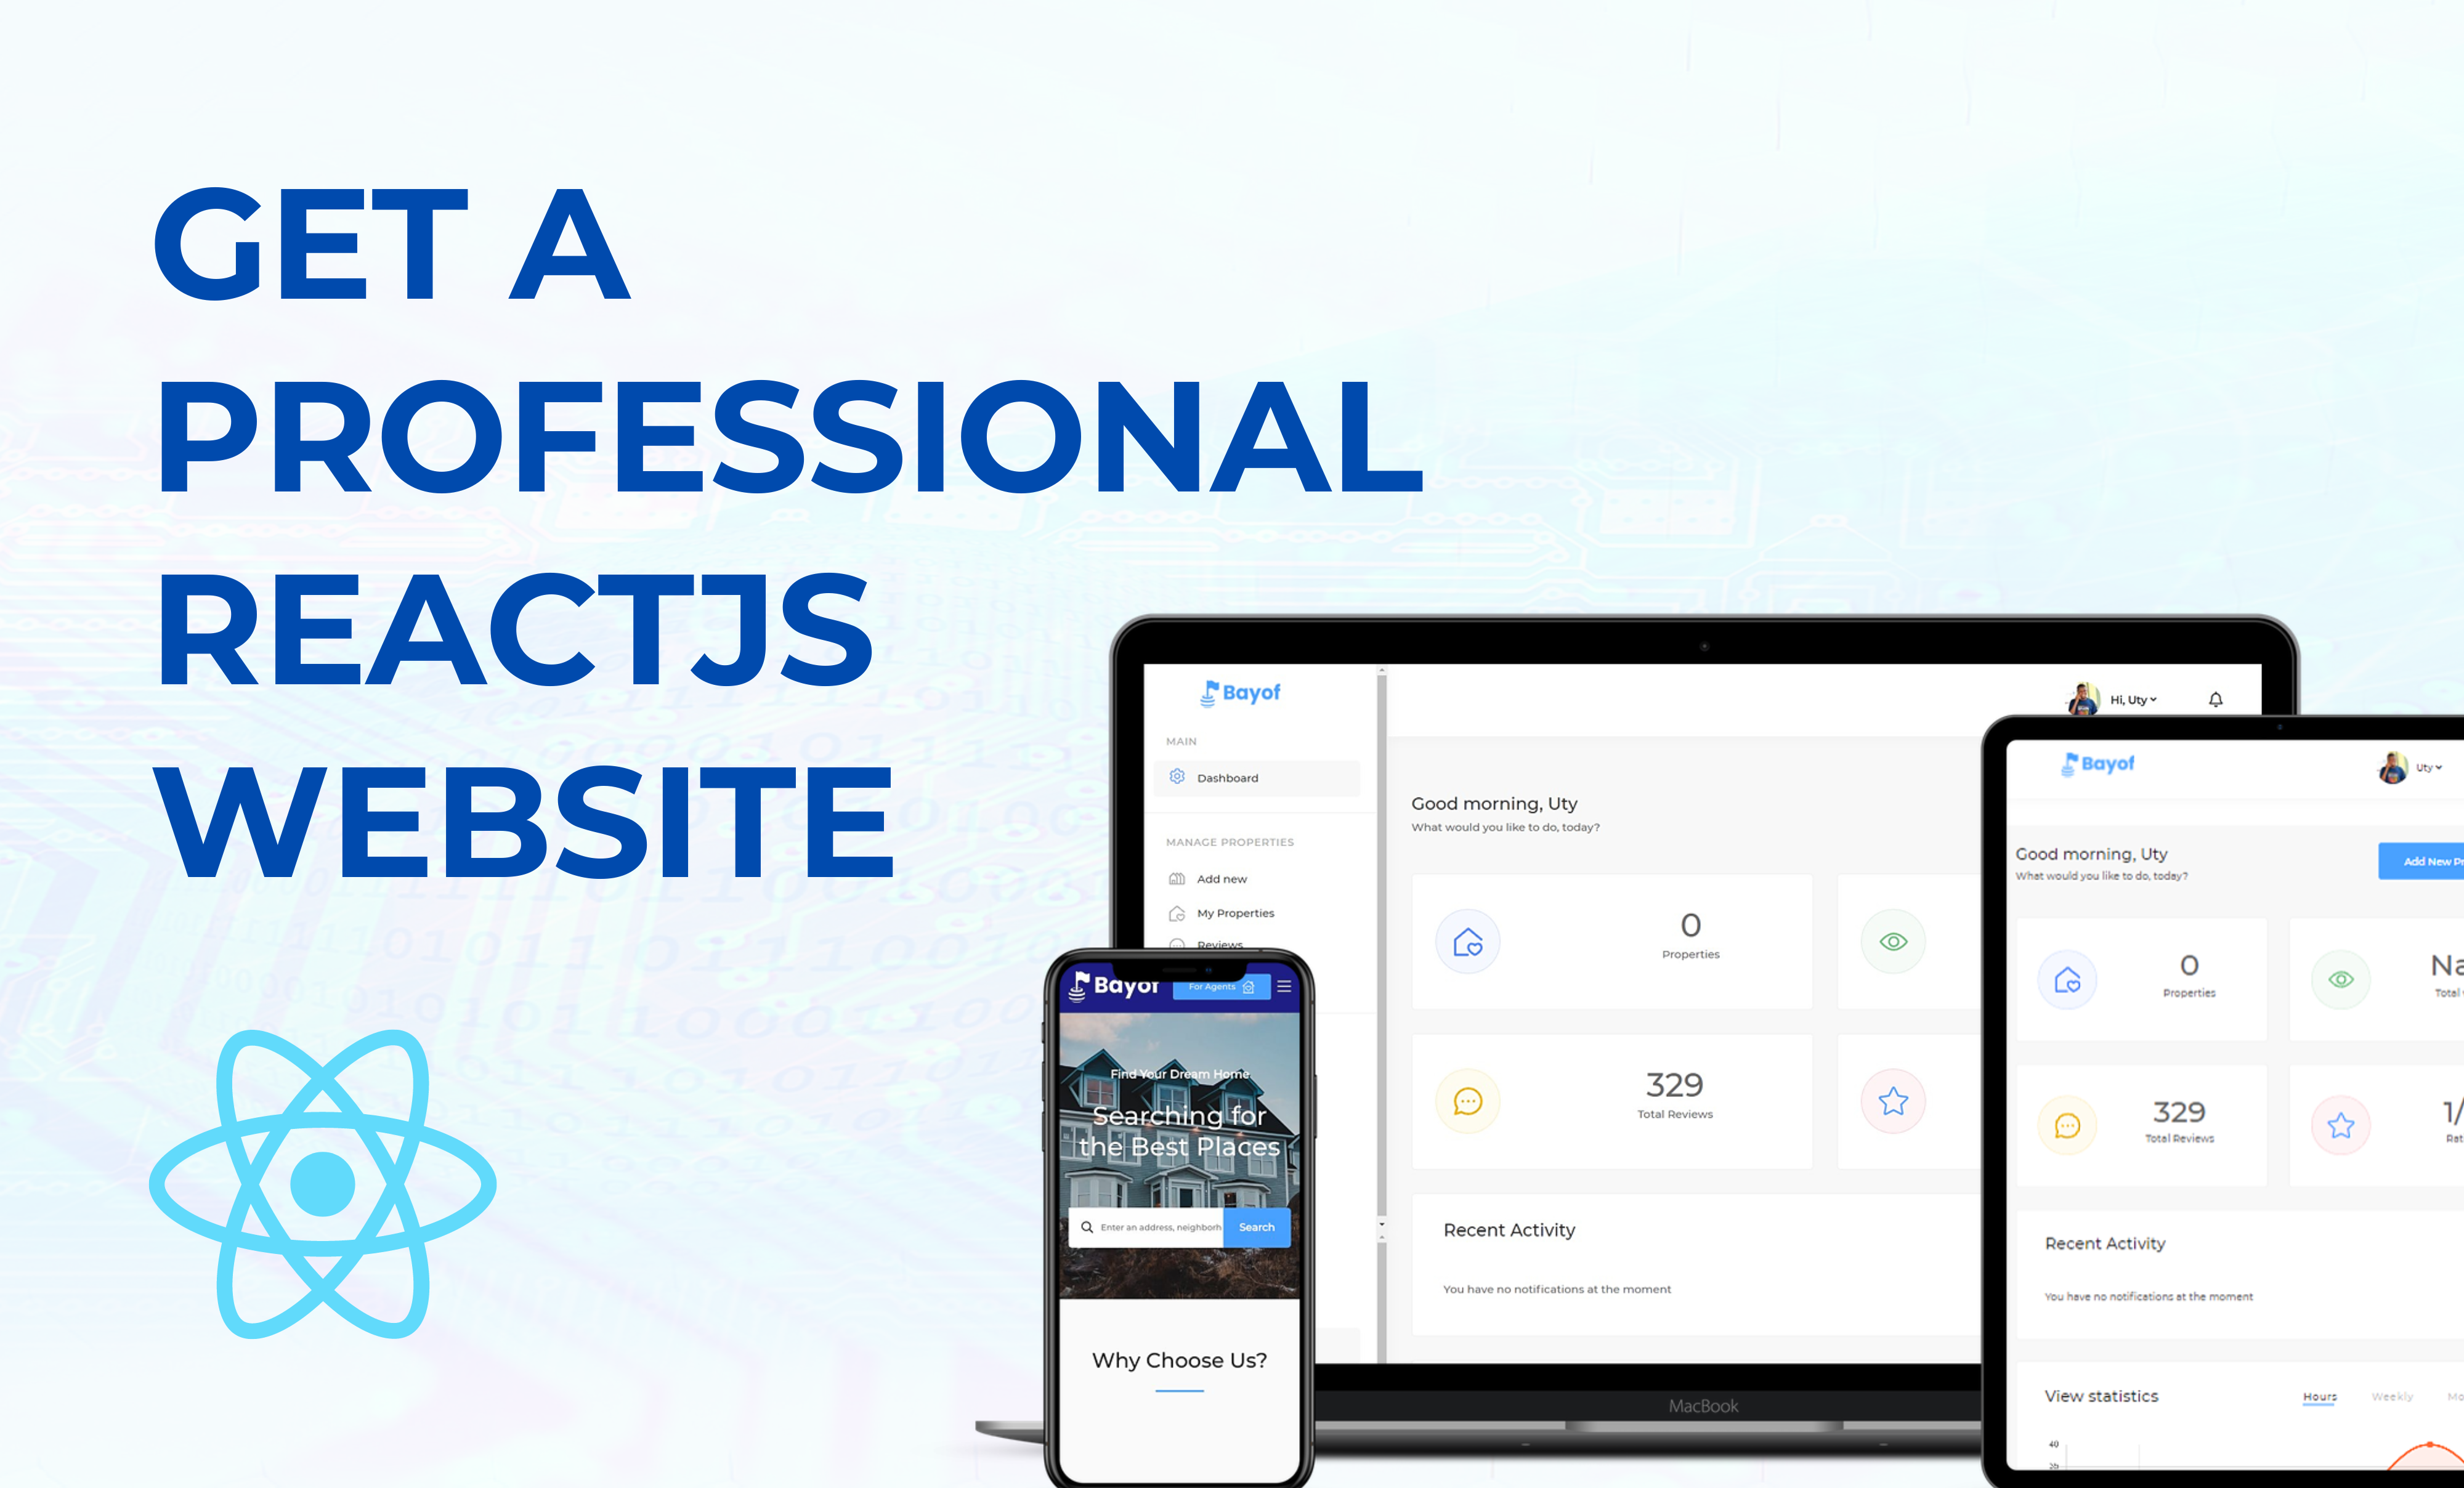 GET A
PROFESSIONAL
REACTJS
WEBSITE
Bayof
Hi, Uty
MAIN
Dashboard
Good morning, Uty
What would you like to do, today?
MANAGE PROPERTIES
Add new
My Properties
Reviews
0
Properties
329
Total Reviews
Recent Activity
You have no notifications at the moment
MacBook
Bayof
For Agents
Find Your Dream Home
Searching for
the Best Places
Enter an address, neighborh
Search
Why Choose Us?
Bayof
Uty
Good morning, Uty
What would you like to do, today?
Add New Pr
0
Properties
Na
Total
329
Total Reviews
1/
Rat
Recent Activity
You have no notifications at the moment
View statistics
Hours
Weekly
Mo
40